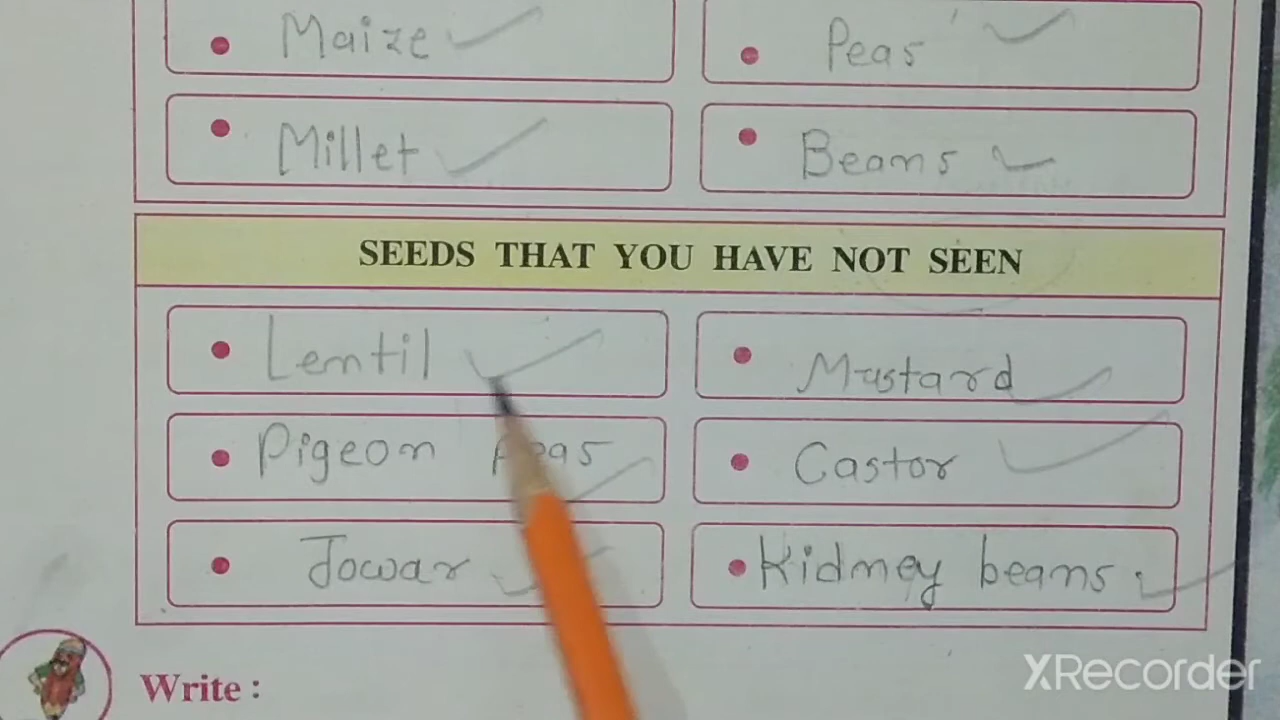 Maize
Peas
Millet
Beans
SEEDS THAT YOU HAVE NOT SEEN
Lentil
Mustard
Pigeon Peas
Castor
Jowar
Kidney beans
Write :
XRecorder